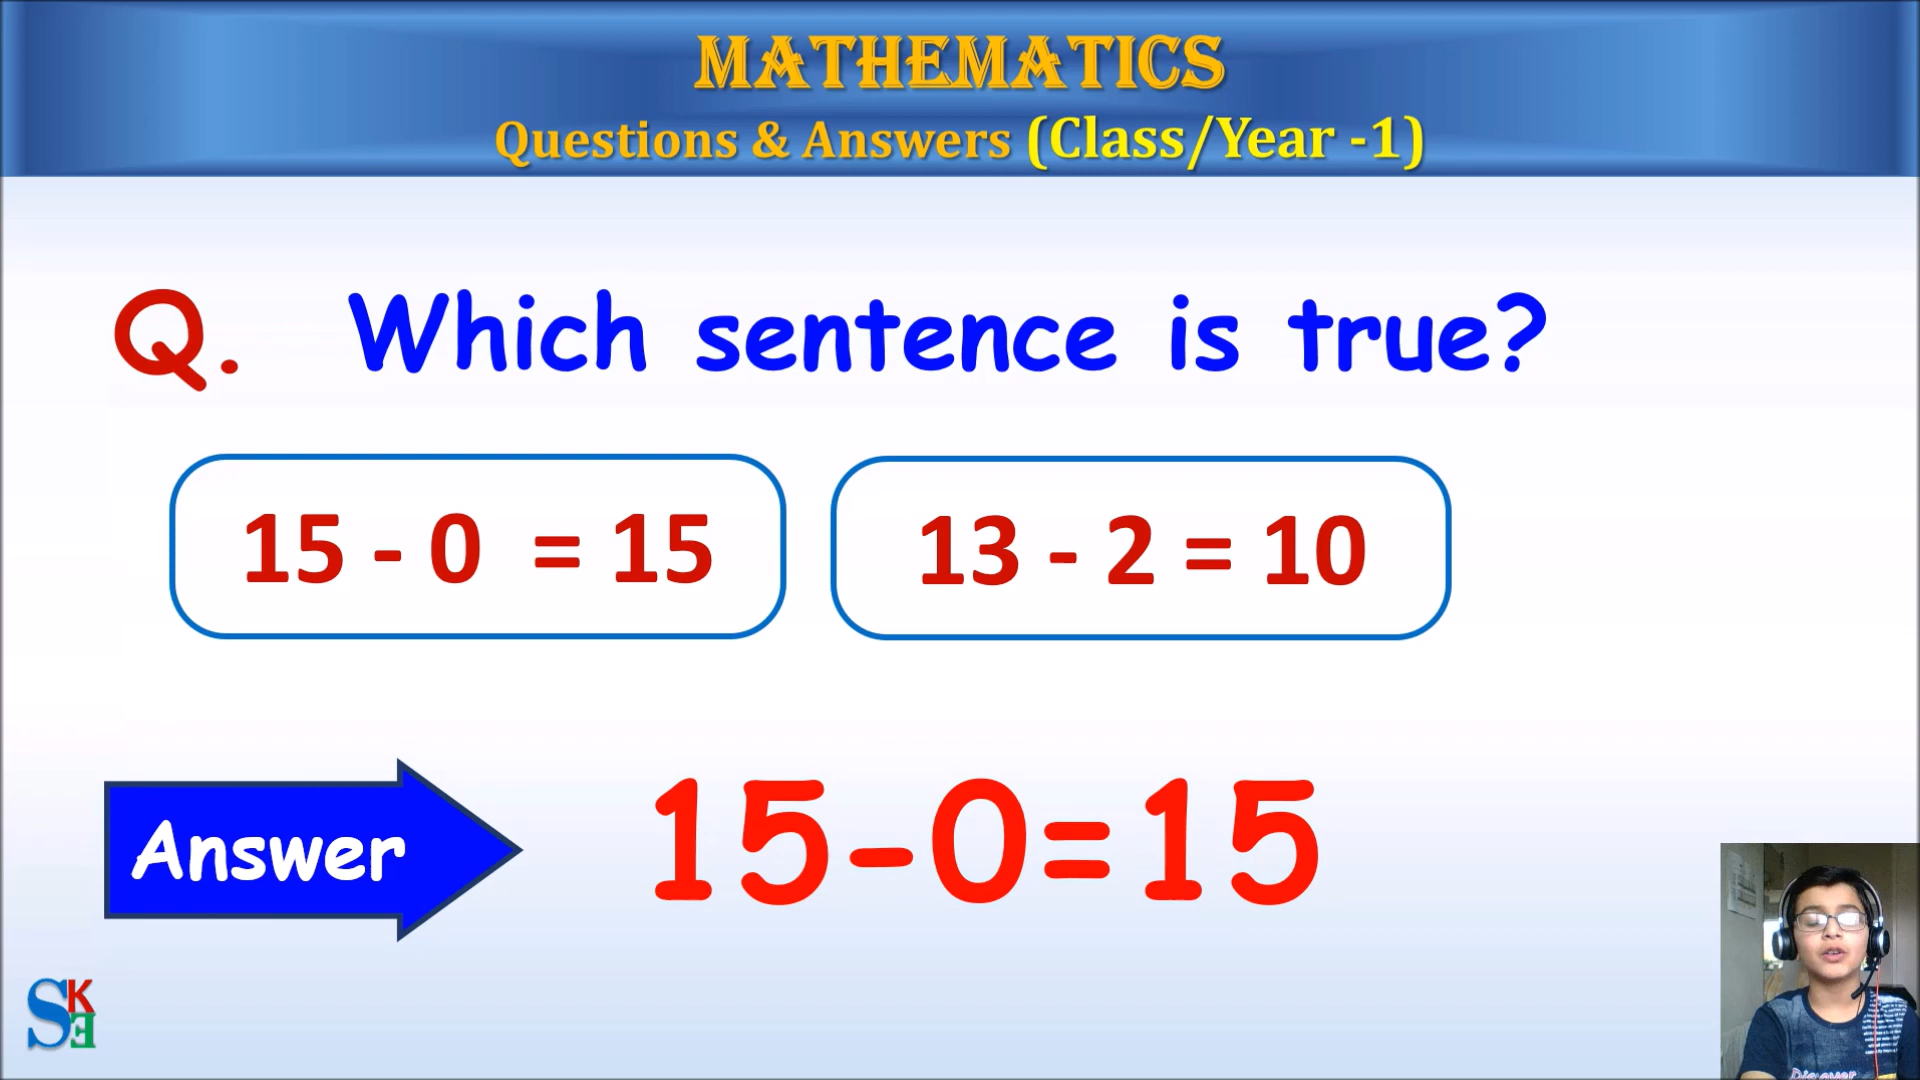 MATHEMATICS
Questions & Answers (Class/Year -1)
Q. Which sentence is true?
15 - 0 = 15
13 - 2 = 10
Answer
15-0=15
SKE
Discover